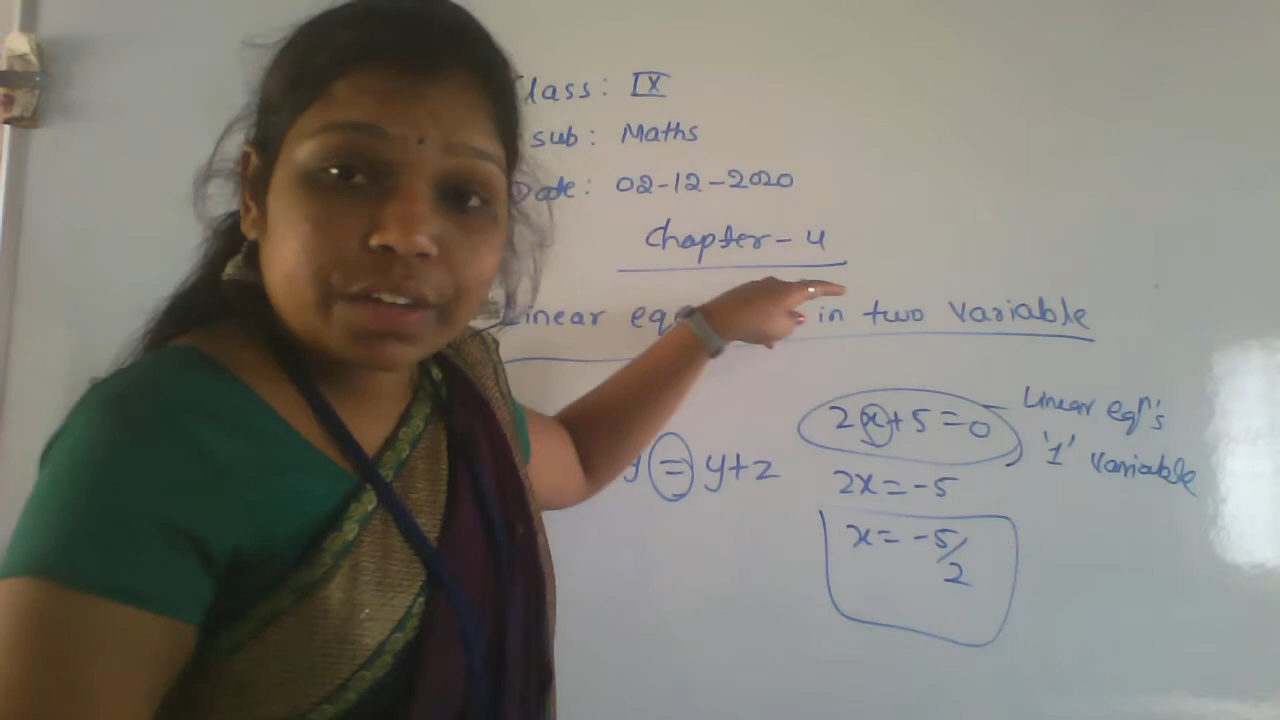 lass: IX
sub: Maths
Date: 02-12-2020
Chapter-4
Linear eq in two variable
2x+5=0
Linear eqn's
'1' variable
y = y+z
2x=-5
x=-5/2